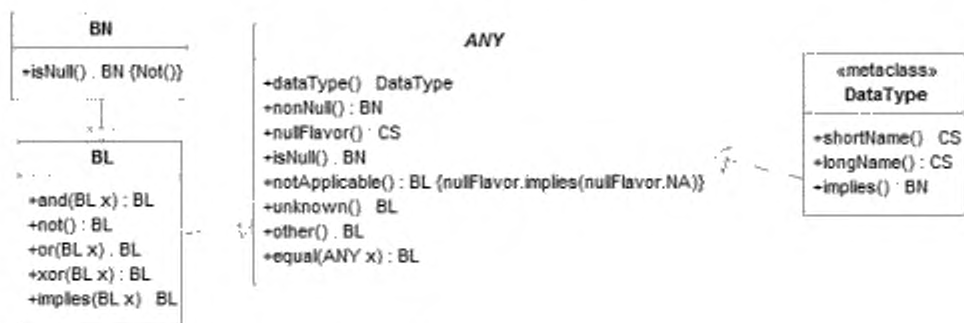 BN
+isNull() . BN {Not()}
BL
+and(BL x) : BL
+not() : BL
+or(BL x) . BL
+xor(BL x) : BL
+implies(BL x) BL
ANY
+dataType() DataType
+nonNull() : BN
+nullFlavor() : CS
+isNull() . BN
+notApplicable() : BL {nullFlavor.implies(nullFlavor.NA)}
+unknown() BL
+other() . BL
+equal(ANY x) : BL
«metaclass»
DataType
+shortName() CS
+longName() : CS
+implies() : BN